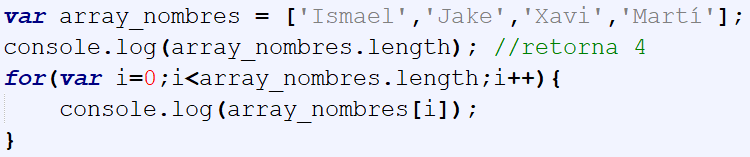 var array_nombres = ['Ismael','Jake','Xavi','Martí'];
console.log(array_nombres.length); //retorna 4
for(var i=0;i<array_nombres.length;i++){
    console.log(array_nombres[i]);
}